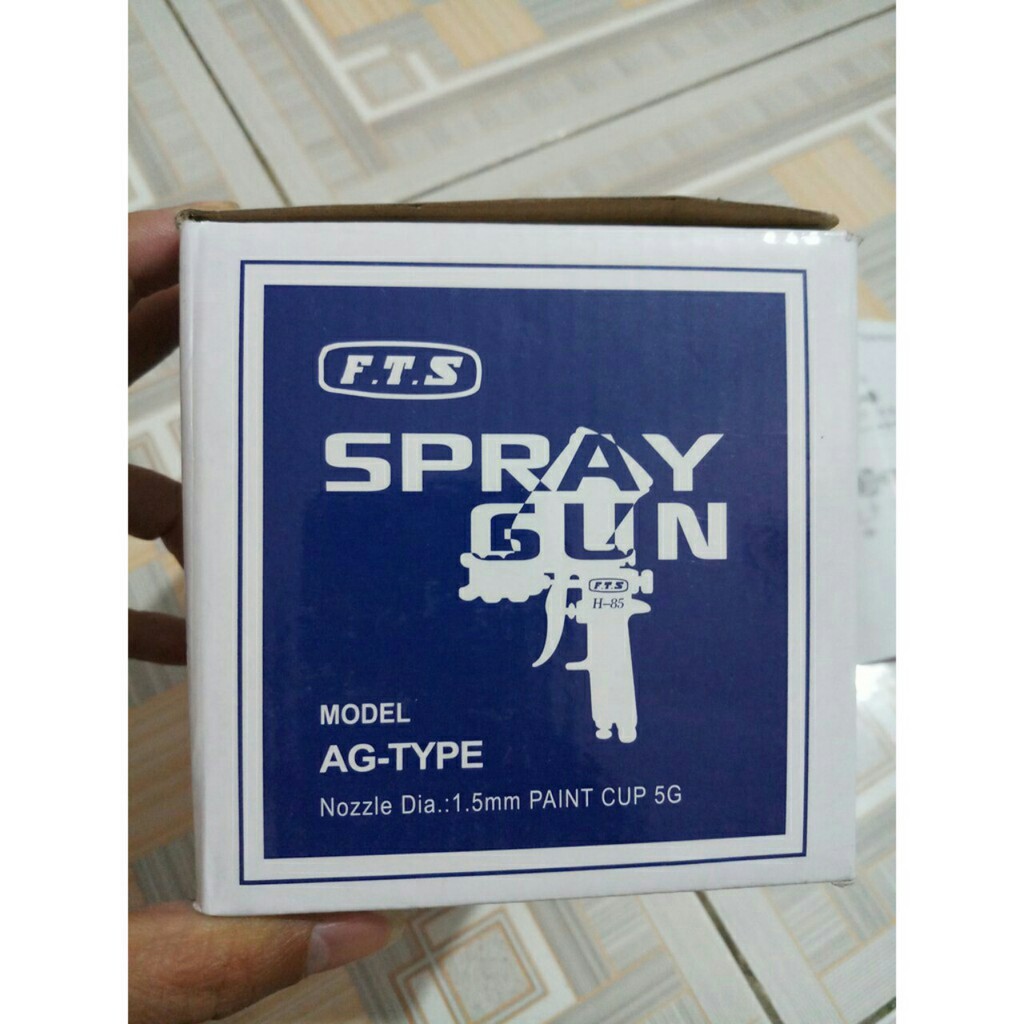 F.T.S
SPRAY
GUN
F.T.S
H-85
MODEL
AG-TYPE
Nozzle Dia.:1.5mm PAINT CUP 5G